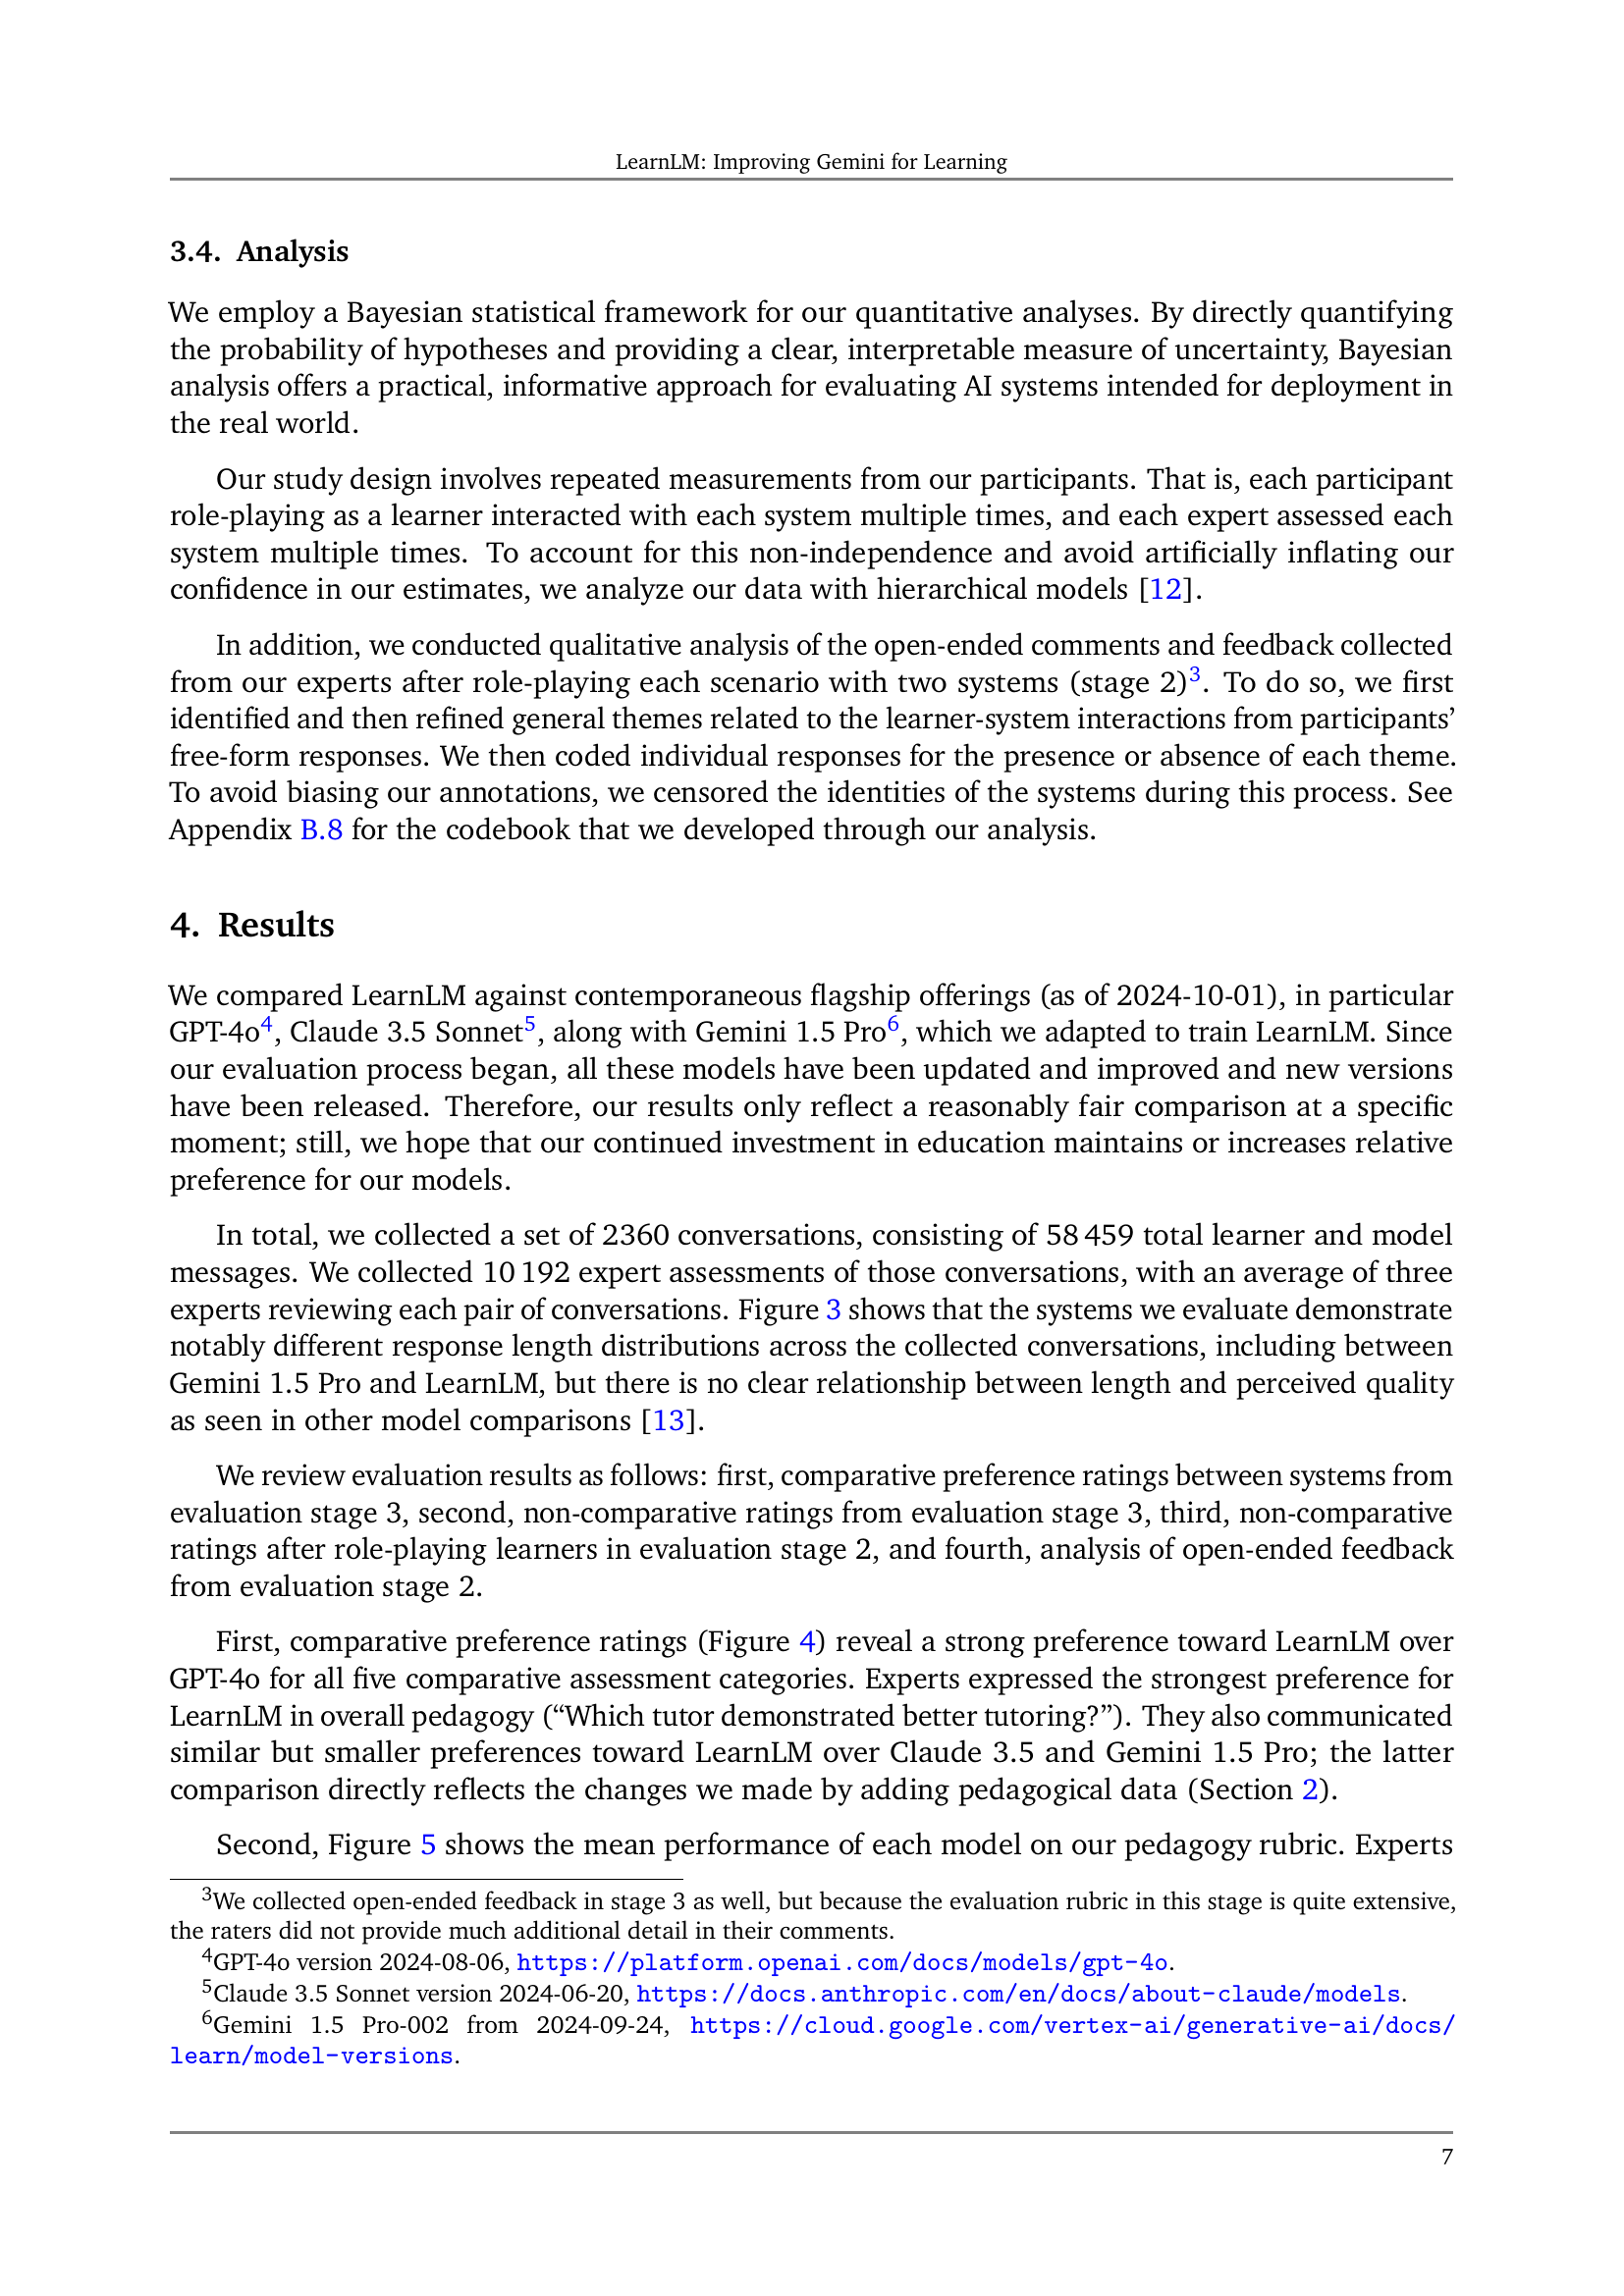 LearnLM: Improving Gemini for Learning
3.4. Analysis
We employ a Bayesian statistical framework for our quantitative analyses. By directly quantifying
the probability of hypotheses and providing a clear, interpretable measure of uncertainty, Bayesian
analysis offers a practical, informative approach for evaluating AI systems intended for deployment in
the real world.
Our study design involves repeated measurements from our participants. That is, each participant
role-playing as a learner interacted with each system multiple times, and each expert assessed each
system multiple times. To account for this non-independence and avoid artificially inflating our
confidence in our estimates, we analyze our data with hierarchical models [12].
In addition, we conducted qualitative analysis of the open-ended comments and feedback collected
from our experts after role-playing each scenario with two systems (stage 2)3. To do so, we first
identified and then refined general themes related to the learner-system interactions from participants’
free-form responses. We then coded individual responses for the presence or absence of each theme.
To avoid biasing our annotations, we censored the identities of the systems during this process. See
Appendix B.8 for the codebook that we developed through our analysis.
4. Results
We compared LearnLM against contemporaneous flagship offerings (as of 2024-10-01), in particular
GPT-4o4, Claude 3.5 Sonnet5, along with Gemini 1.5 Pro6, which we adapted to train LearnLM. Since
our evaluation process began, all these models have been updated and improved and new versions
have been released. Therefore, our results only reflect a reasonably fair comparison at a specific
moment; still, we hope that our continued investment in education maintains or increases relative
preference for our models.
In total, we collected a set of 2360 conversations, consisting of 58 459 total learner and model
messages. We collected 10 192 expert assessments of those conversations, with an average of three
experts reviewing each pair of conversations. Figure 3 shows that the systems we evaluate demonstrate
notably different response length distributions across the collected conversations, including between
Gemini 1.5 Pro and LearnLM, but there is no clear relationship between length and perceived quality
as seen in other model comparisons [13].
We review evaluation results as follows: first, comparative preference ratings between systems from
evaluation stage 3, second, non-comparative ratings from evaluation stage 3, third, non-comparative
ratings after role-playing learners in evaluation stage 2, and fourth, analysis of open-ended feedback
from evaluation stage 2.
First, comparative preference ratings (Figure 4) reveal a strong preference toward LearnLM over
GPT-4o for all five comparative assessment categories. Experts expressed the strongest preference for
LearnLM in overall pedagogy (“Which tutor demonstrated better tutoring?”). They also communicated
similar but smaller preferences toward LearnLM over Claude 3.5 and Gemini 1.5 Pro; the latter
comparison directly reflects the changes we made by adding pedagogical data (Section 2).
Second, Figure 5 shows the mean performance of each model on our pedagogy rubric. Experts
3We collected open-ended feedback in stage 3 as well, but because the evaluation rubric in this stage is quite extensive,
the raters did not provide much additional detail in their comments.
4GPT-4o version 2024-08-06, https://platform.openai.com/docs/models/gpt-4o.
5Claude 3.5 Sonnet version 2024-06-20, https://docs.anthropic.com/en/docs/about-claude/models.
6Gemini 1.5 Pro-002 from 2024-09-24, https://cloud.google.com/vertex-ai/generative-ai/docs/
learn/model-versions.
7